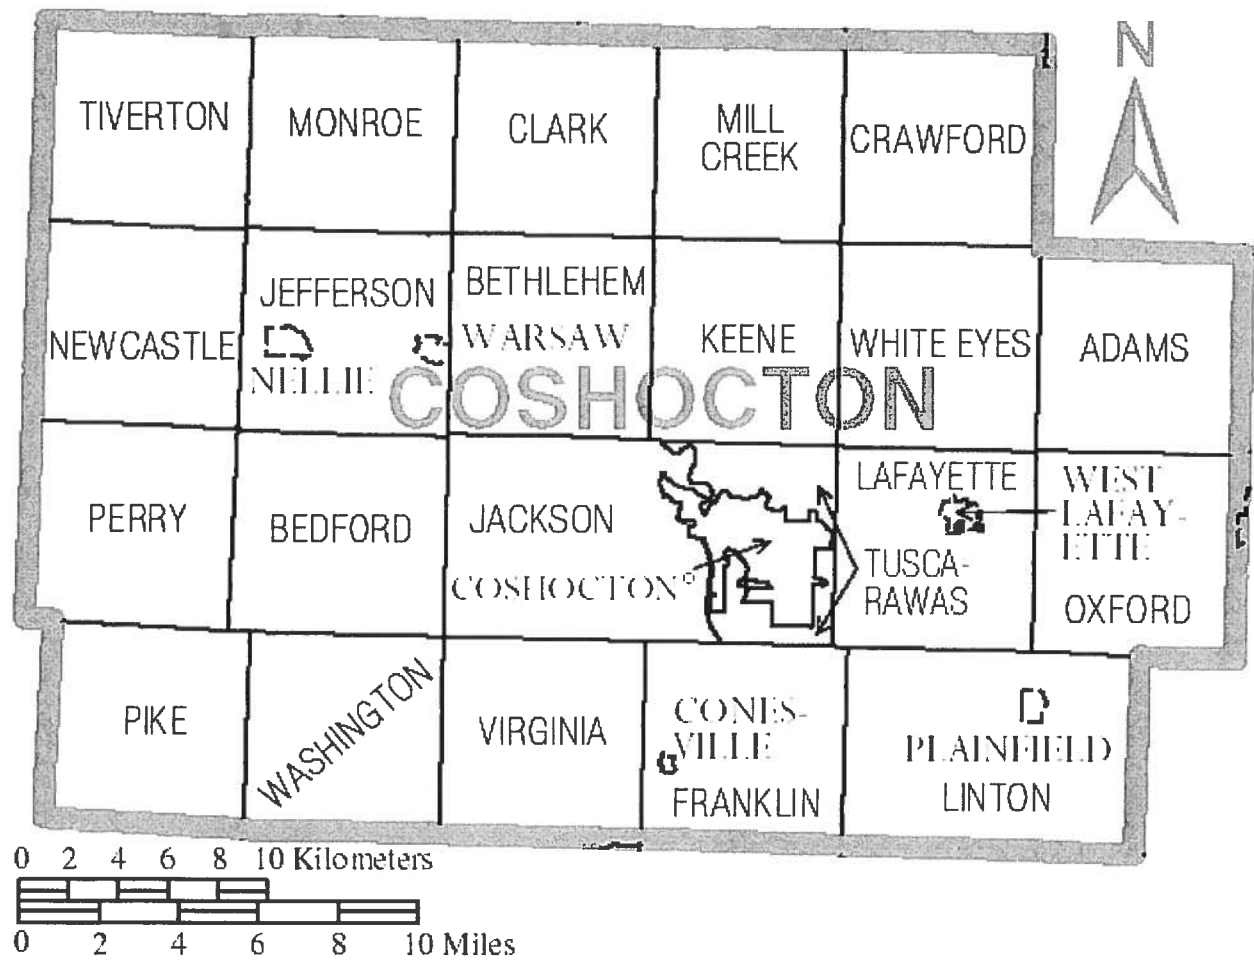 N
TIVERTON
MONROE
CLARK
MILL
CREEK
CRAWFORD
NEWCASTLE
JEFFERSON
NELLIE
BETHLEHEM
WARSAW
KEENE
WHITE EYES
ADAMS
COSHOCTON
PERRY
BEDFORD
JACKSON
COSHOCTON
LAFAYETTE
TUSCA-
RAWAS
WEST
LAFAY-
ETTE
OXFORD
PIKE
WASHINGTON
VIRGINIA
CONES-
VILLE
FRANKLIN
PLAINFIELD
LINTON
0 2 4 6 8 10 Kilometers
0 2 4 6 8 10 Miles